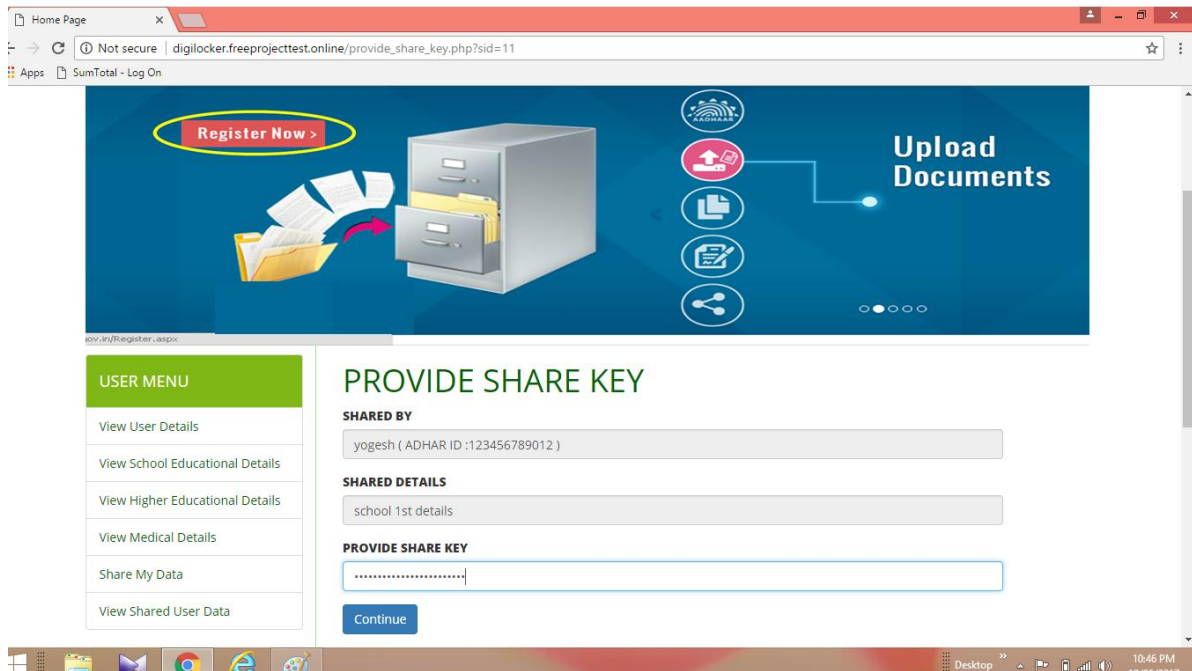 Home Page
Not secure | digilocker.freeprojecttest.online/provide_share_key.php?sid=11
Apps SumTotal - Log On
Register Now >
AADHAAR
Upload
Documents
gov.in/Register.aspx
USER MENU
View User Details
View School Educational Details
View Higher Educational Details
View Medical Details
Share My Data
View Shared User Data
PROVIDE SHARE KEY
SHARED BY
yogesh ( ADHAR ID :123456789012 )
SHARED DETAILS
school 1st details
PROVIDE SHARE KEY
Continue
Desktop
10:46 PM